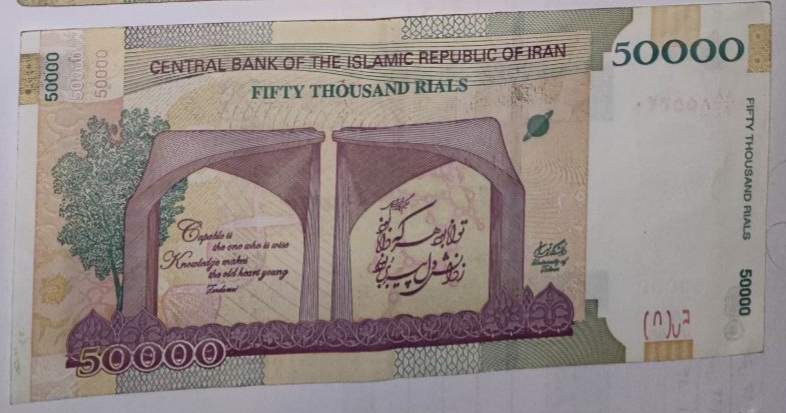 50000
50000
50000
CENTRAL BANK OF THE ISLAMIC REPUBLIC OF IRAN
FIFTY THOUSAND RIALS
50000
FIFTY THOUSAND RIALS
50000
Capable is
the one who is wise
Knowledge makes
the old heart young
Ferdowsi
توانا بود هر که دانا بود
ز دانش دل پیر برنا بود
University of
Tehran
50000